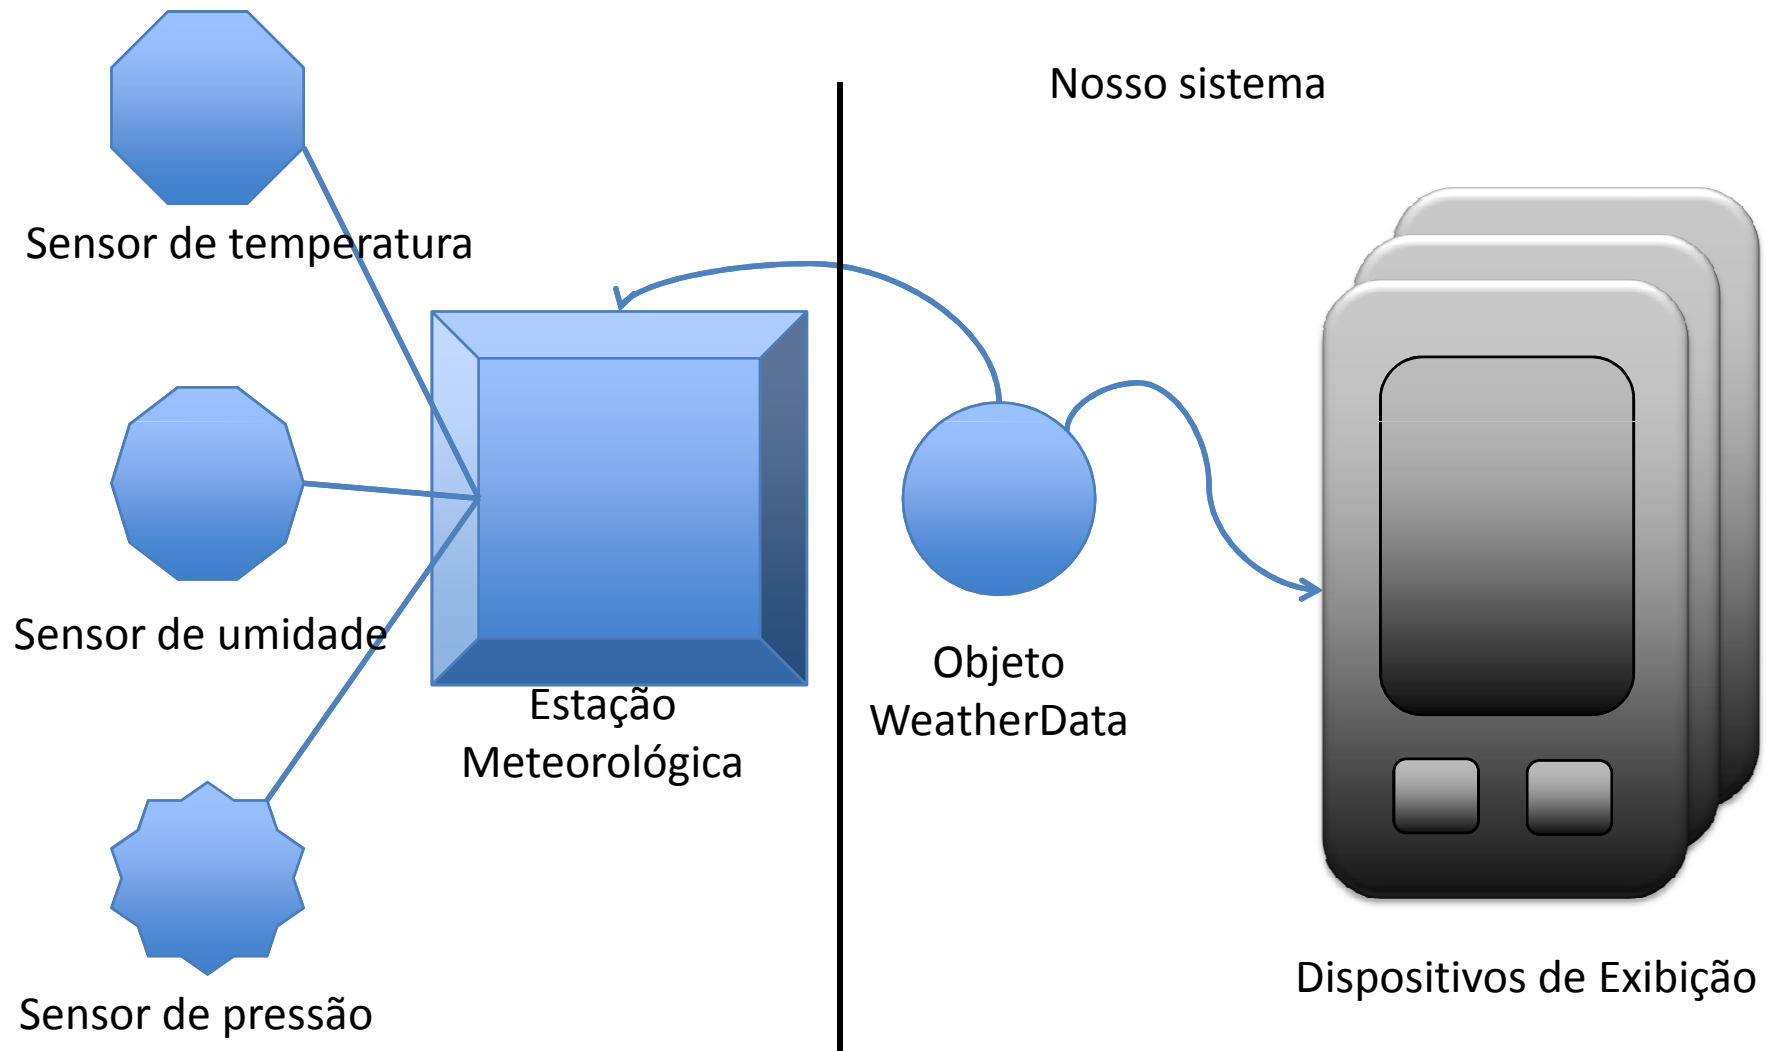 Nosso sistema
Sensor de temperatura
Sensor de umidade
Estação
Meteorológica
Objeto
WeatherData
Sensor de pressão
Dispositivos de Exibição